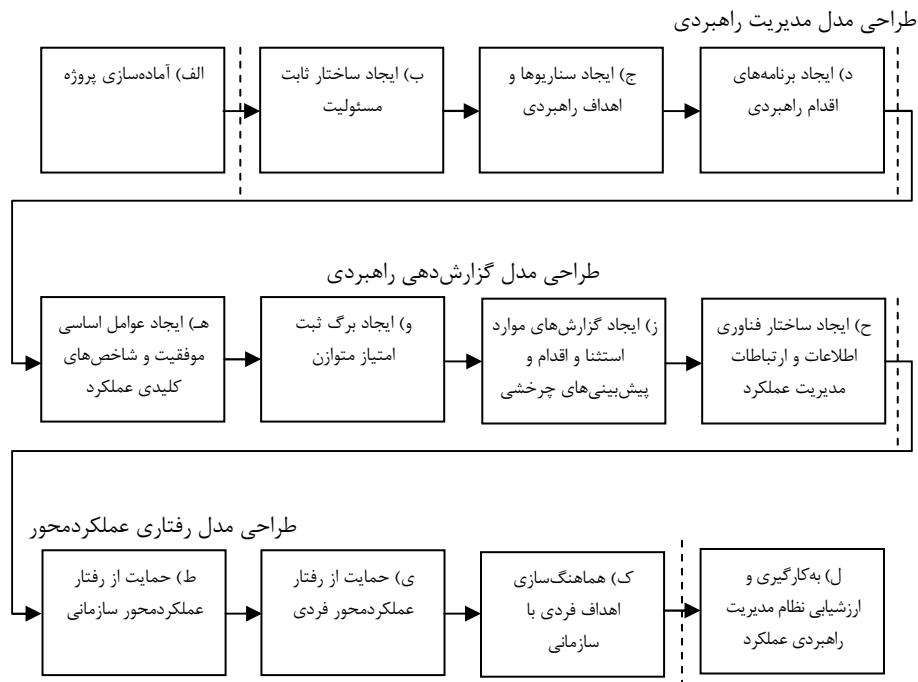 طراحی مدل مدیریت راهبردی
الف) آماده‌سازی پروژه
ب) ایجاد ساختار ثابت
مسئولیت
ج) ایجاد سناریوها و
اهداف راهبردی
د) ایجاد برنامه‌های
اقدام راهبردی
طراحی مدل گزارش‌دهی راهبردی
هـ) ایجاد عوامل اساسی
موفقیت و شاخص‌های
کلیدی عملکرد
و) ایجاد برگ ثبت
امتیاز متوازن
ز) ایجاد گزارش‌های موارد
استثنا و اقدام و
پیش‌بینی‌های چرخشی
ح) ایجاد ساختار فناوری
اطلاعات و ارتباطات
مدیریت عملکرد
طراحی مدل رفتاری عملکردمحور
ط) حمایت از رفتار
عملکردمحور سازمانی
ی) حمایت از رفتار
عملکردمحور فردی
ک) هماهنگ‌سازی
اهداف فردی با
سازمانی
ل) به‌کارگیری و
ارزشیابی نظام مدیریت
راهبردی عملکرد